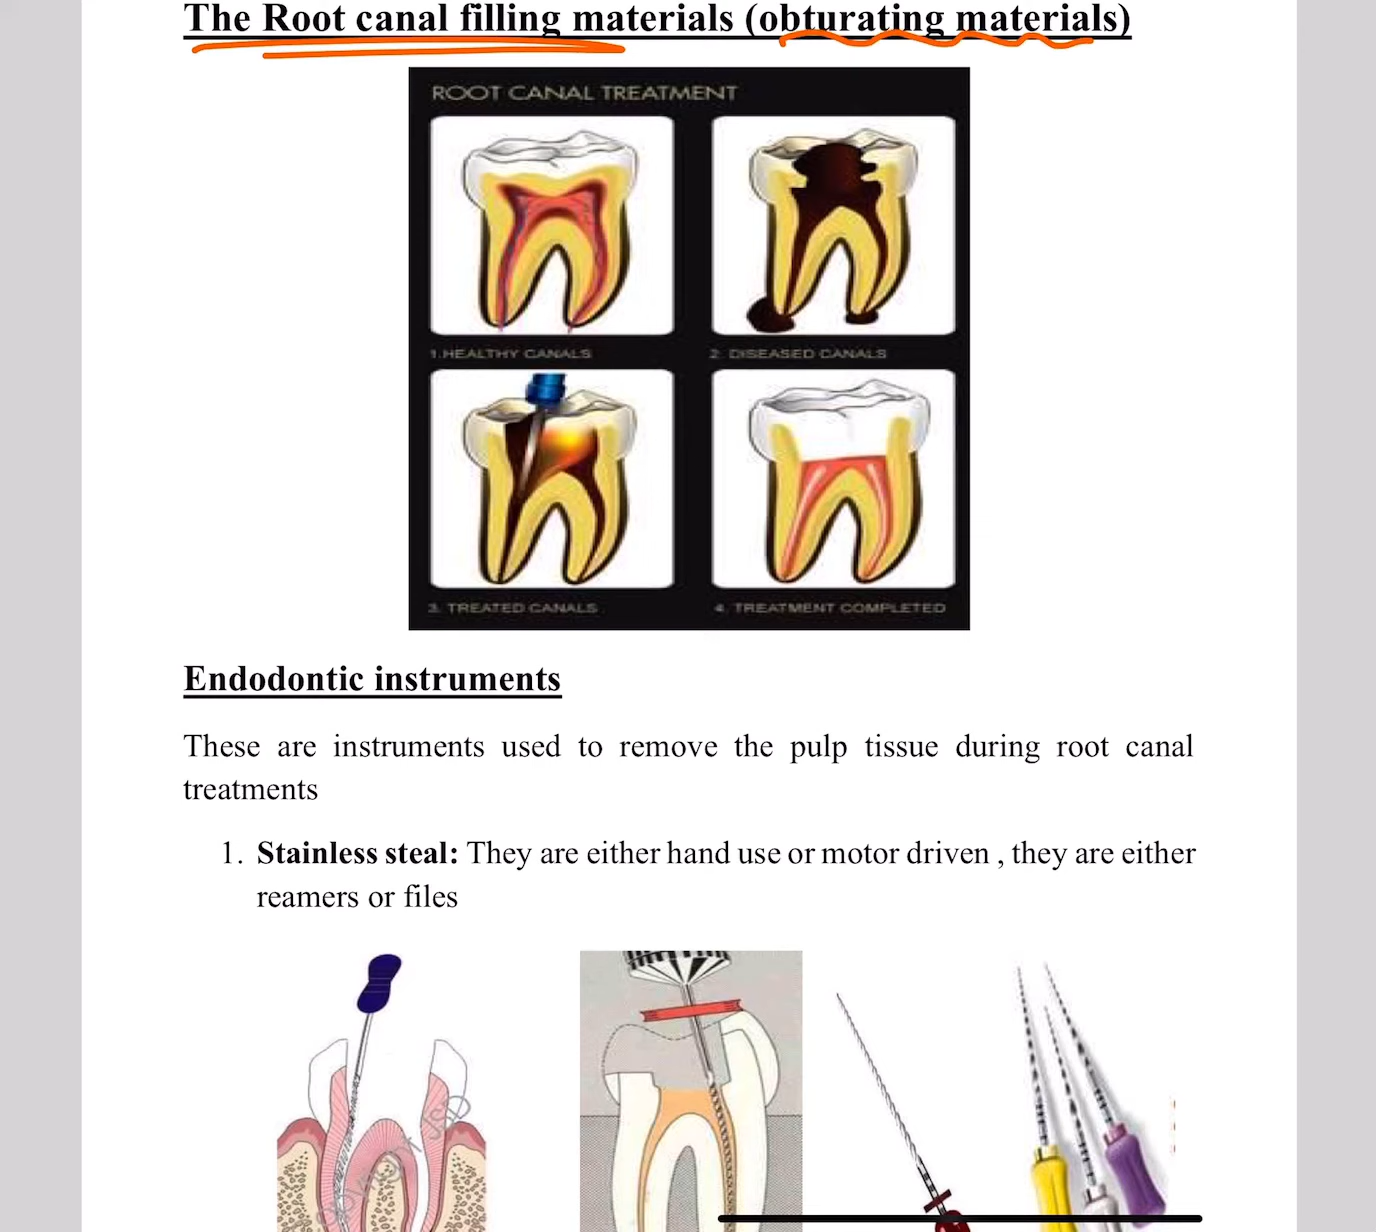 The Root canal filling materials (obturating materials)
ROOT CANAL TREATMENT
1.HEALTHY CANALS
2. DISEASED CANALS
3. TREATED CANALS
4. TREATMENT COMPLETED
Endodontic instruments
These are instruments used to remove the pulp tissue during root canal
treatments
1. Stainless steal: They are either hand use or motor driven , they are either
reamers or files